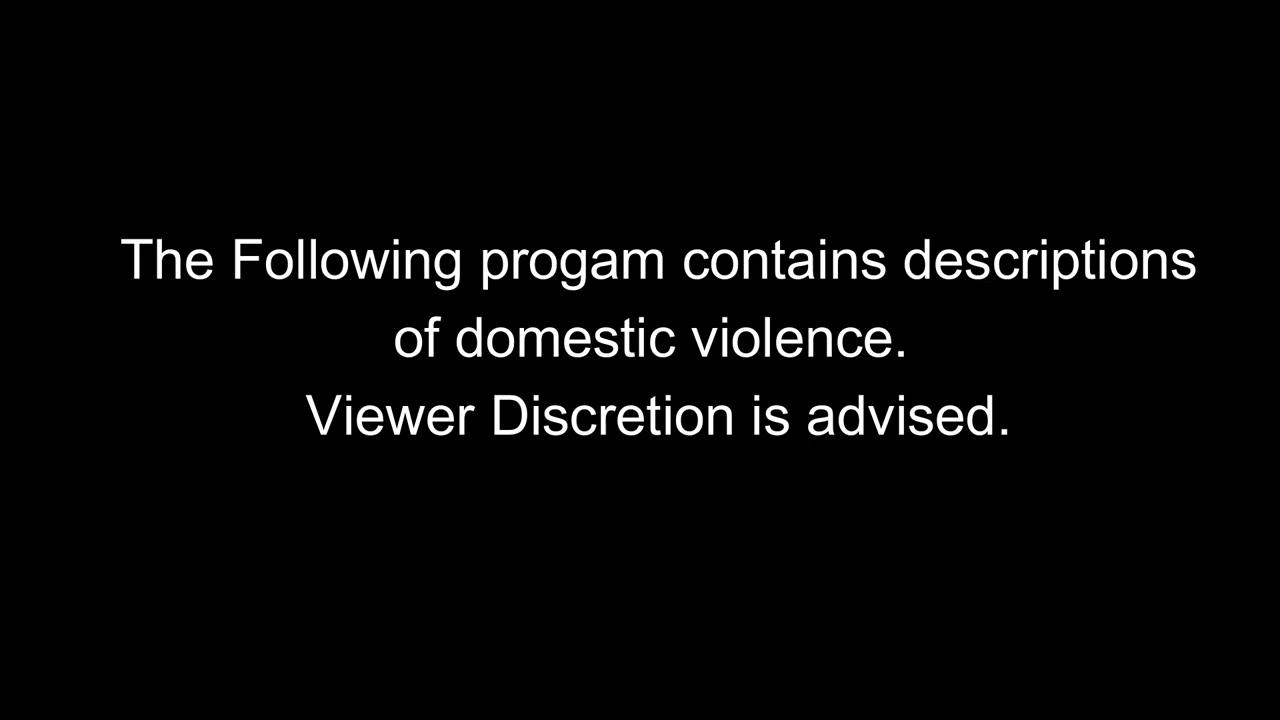 The Following progam contains descriptions
of domestic violence.
Viewer Discretion is advised.